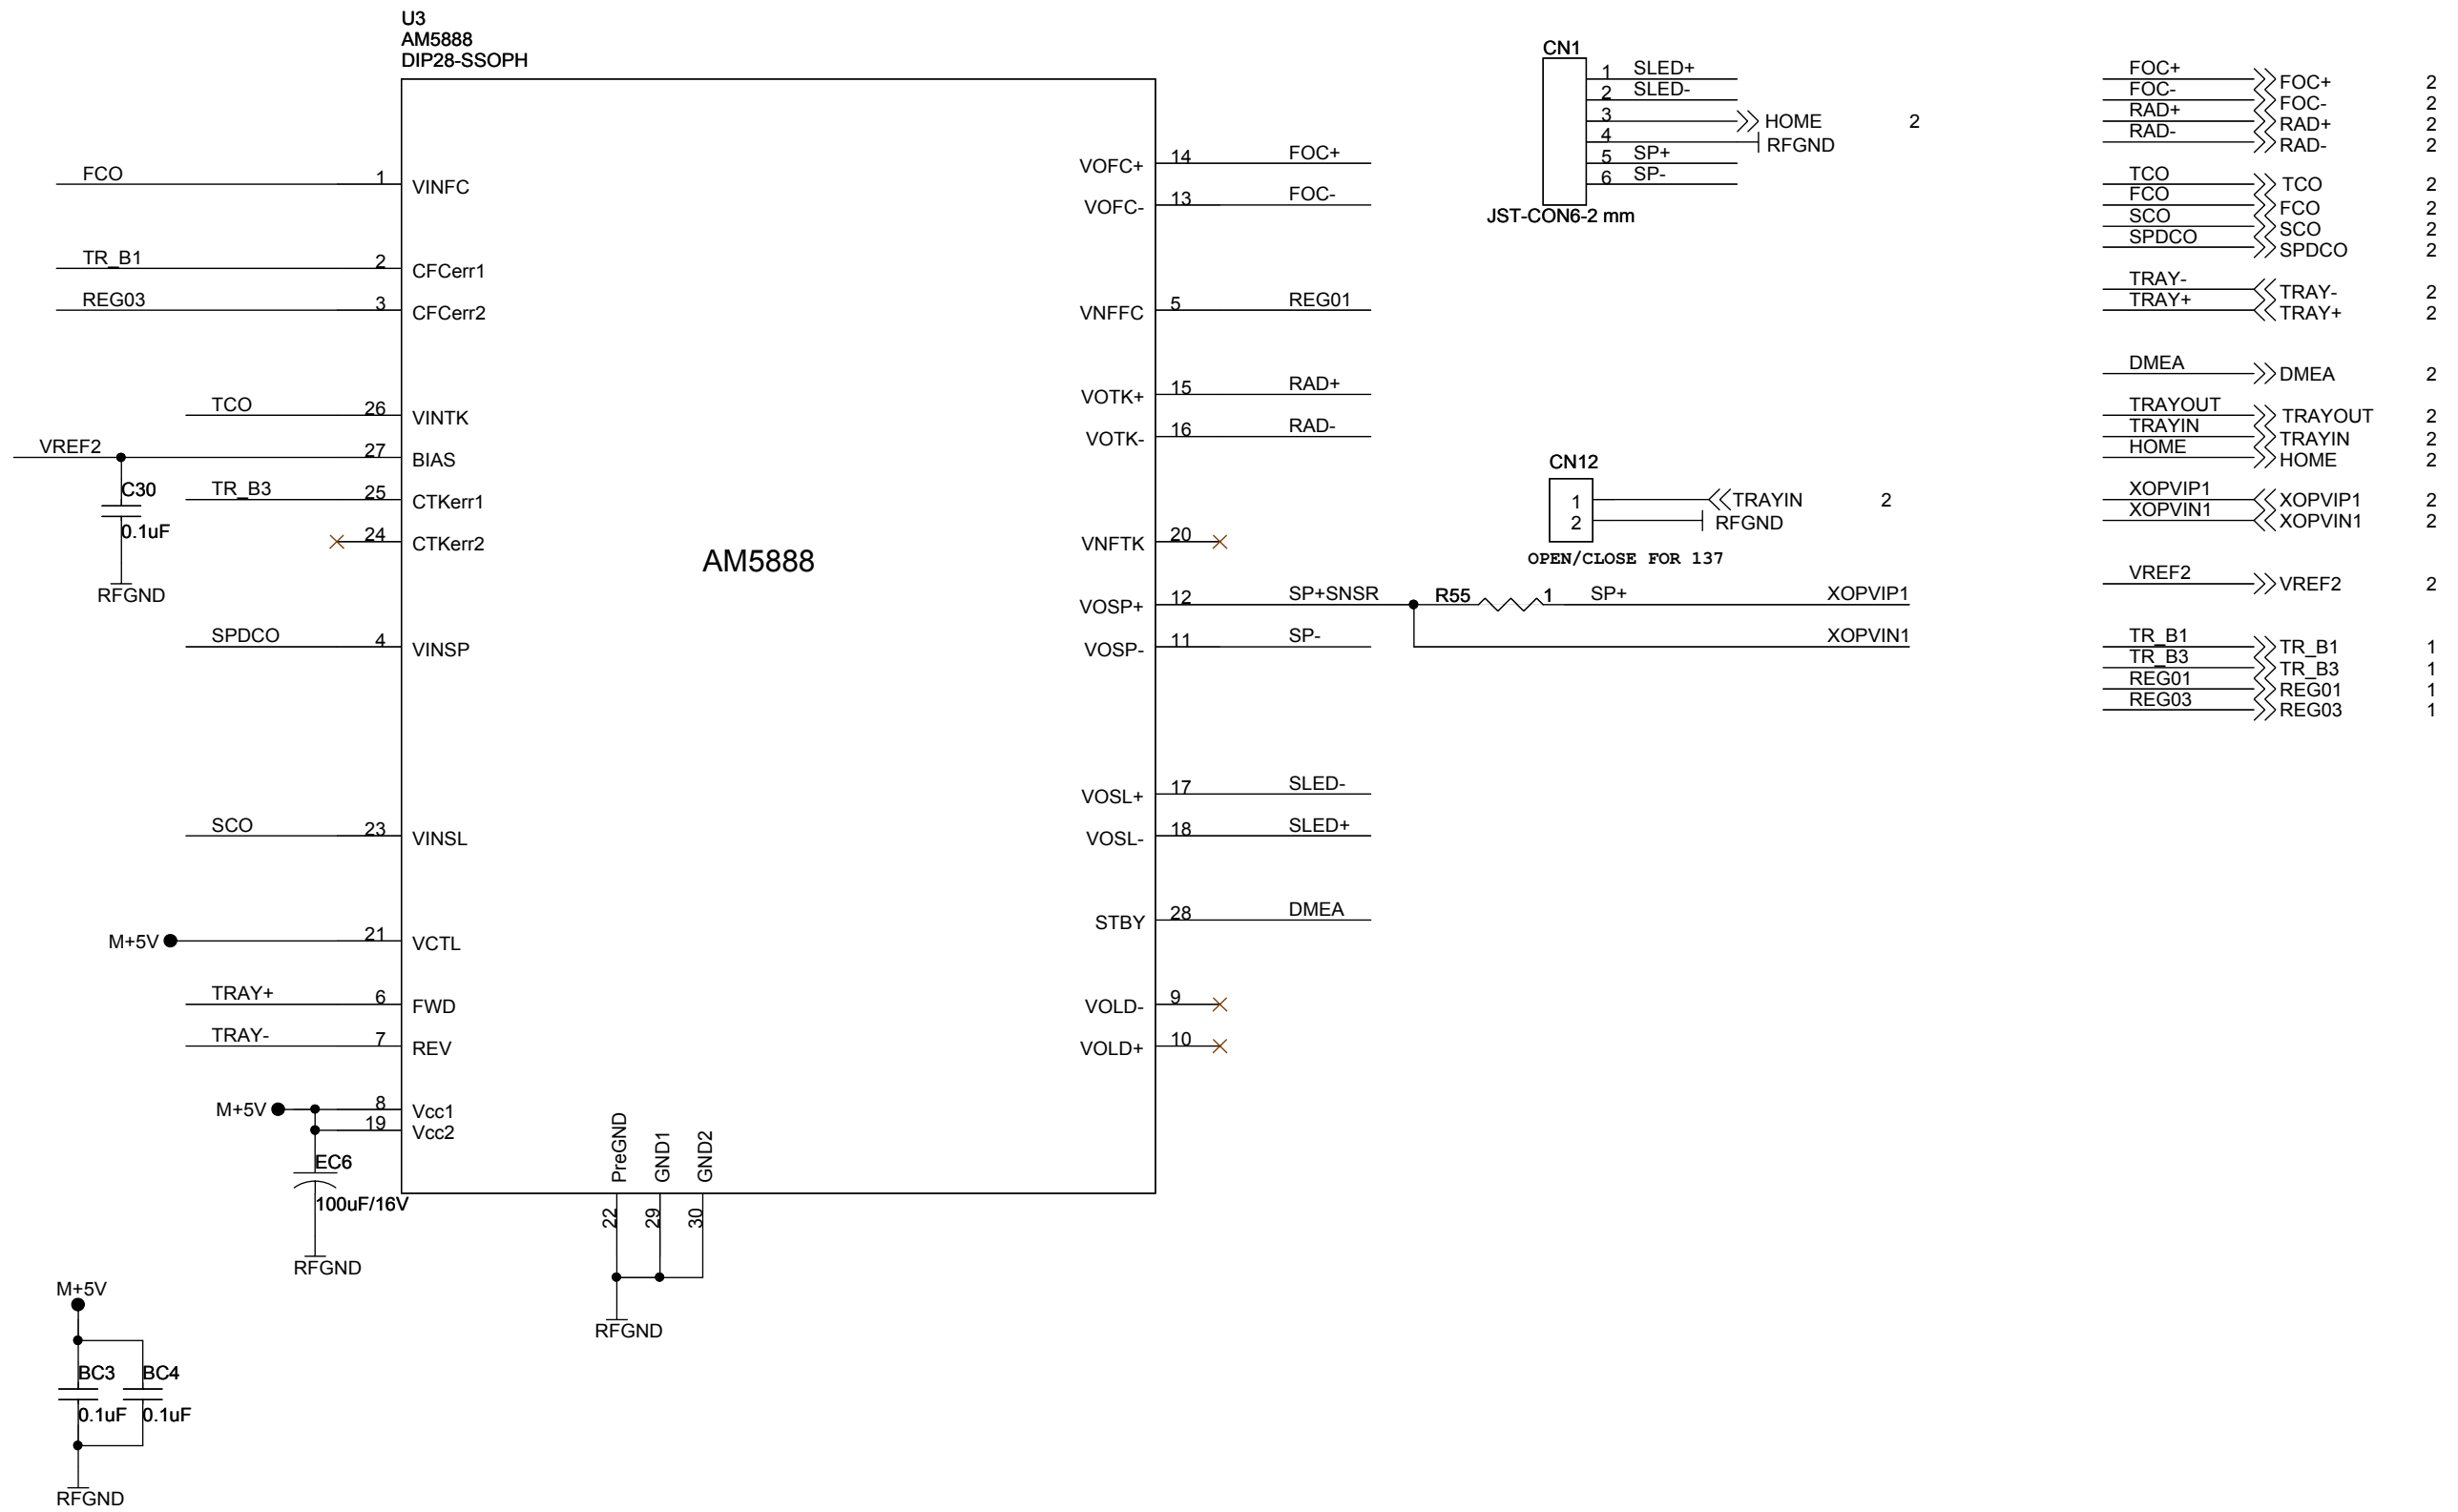 U3
AM5888
DIP28-SSOPH
FCO
1
VINFC
TR_B1
2
CFCerr1
REG03
3
CFCerr2
TCO
26
VINTK
VREF2
27
BIAS
C30
0.1uF
RFGND
TR_B3
25
CTKerr1
24
CTKerr2
SPDCO
4
VINSP
SCO
23
VINSL
M+5V
21
VCTL
TRAY+
6
FWD
TRAY-
7
REV
M+5V
8
Vcc1
19
Vcc2
EC6
100uF/16V
RFGND
AM5888
VOFC+
14
FOC+
VOFC-
13
FOC-
VNFFC
5
REG01
VOTK+
15
RAD+
VOTK-
16
RAD-
VNFTK
20
VOSP+
12
SP+SNSR
R55
1
SP+
XOPVIP1
VOSP-
11
SP-
XOPVIN1
VOSL+
17
SLED-
VOSL-
18
SLED+
STBY
28
DMEA
VOLD-
9
VOLD+
10
PreGND
GND1
GND2
22
29
30
RFGND
M+5V
BC3
BC4
0.1uF
0.1uF
RFGND
CN1
1 SLED+
2 SLED-
3
HOME 2
4
RFGND
5 SP+
6 SP-
JST-CON6-2 mm
CN12
1
TRAYIN 2
2
RFGND
OPEN/CLOSE FOR 137
FOC+ FOC+ 2
FOC- FOC- 2
RAD+ RAD+ 2
RAD- RAD- 2
TCO TCO 2
FCO FCO 2
SCO SCO 2
SPDCO SPDCO 2
TRAY- TRAY- 2
TRAY+ TRAY+ 2
DMEA DMEA 2
TRAYOUT TRAYOUT 2
TRAYIN TRAYIN 2
HOME HOME 2
XOPVIP1 XOPVIP1 2
XOPVIN1 XOPVIN1 2
VREF2 VREF2 2
TR_B1 TR_B1 1
TR_B3 TR_B3 1
REG01 REG01 1
REG03 REG03 1